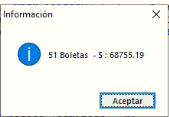 Información
51 Boletas - $ : 68755.19
Aceptar